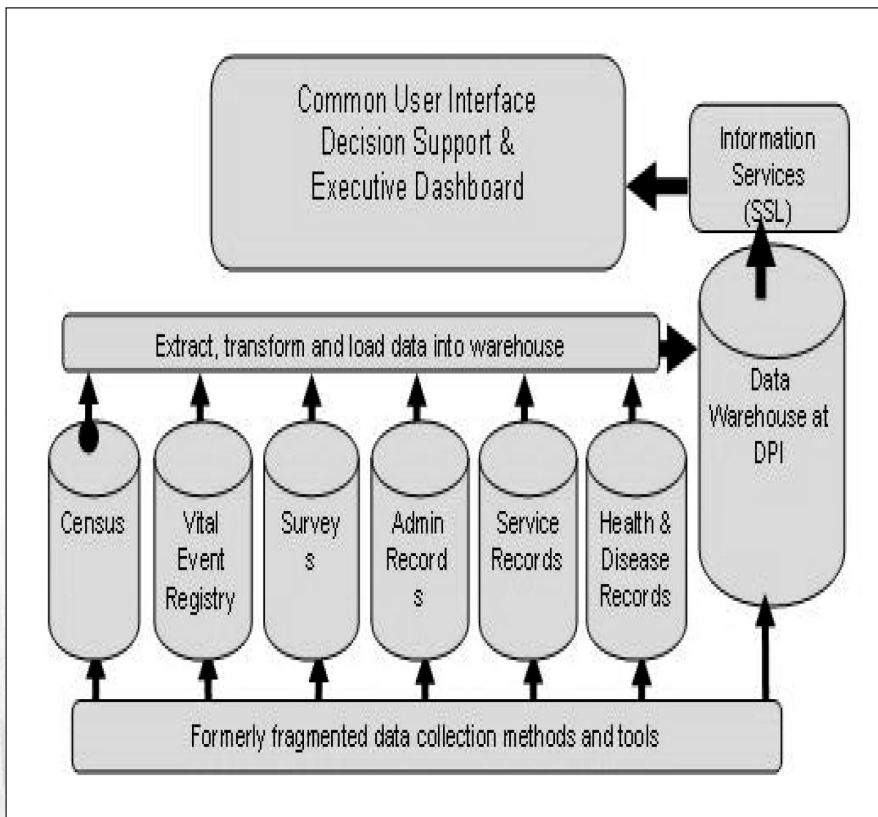 Common User Interface
Decision Support &
Executive Dashboard
Information
Services
(SSL)
Extract, transform and load data into warehouse
Data
Warehouse at
DPI
Census
Vital
Event
Registry
Survey
s
Admin
Record
s
Service
Records
Health &
Disease
Records
Formerly fragmented data collection methods and tools